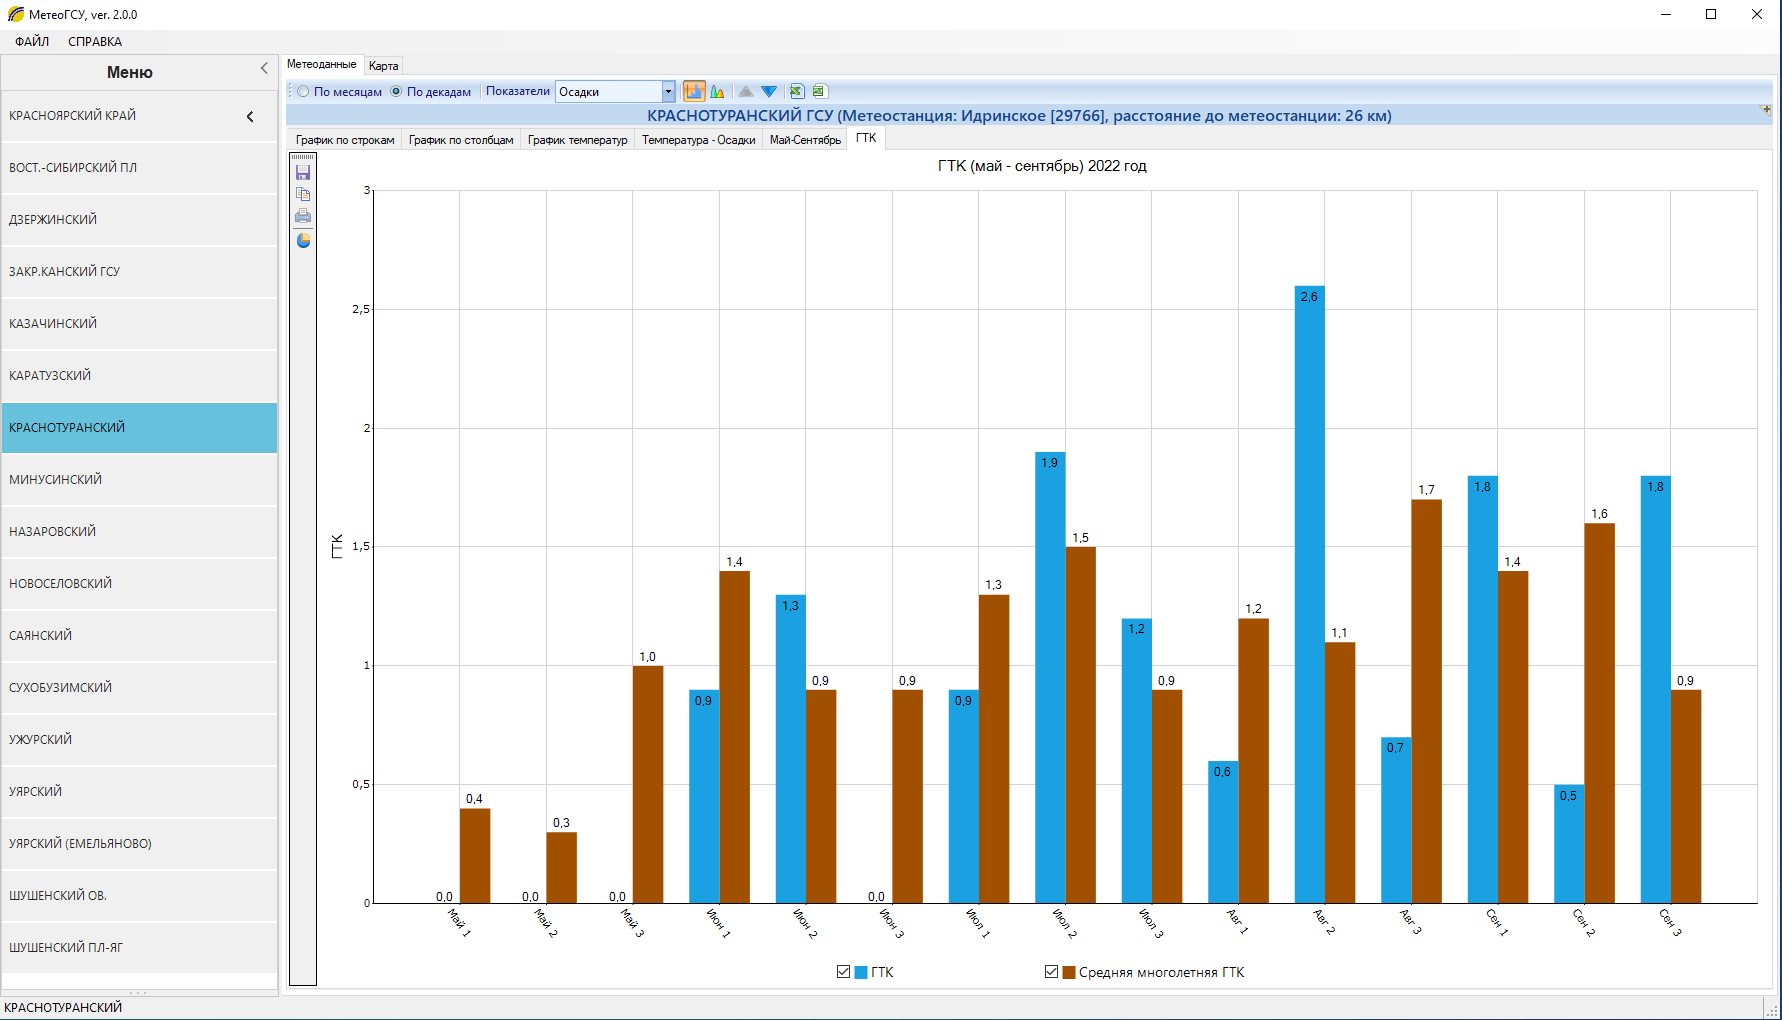 МетеоГСУ, ver. 2.0.0
ФАЙЛ СПРАВКА
Меню
КРАСНОЯРСКИЙ КРАЙ
ВОСТ.-СИБИРСКИЙ ПЛ
ДЗЕРЖИНСКИЙ
ЗАКР.КАНСКИЙ ГСУ
КАЗАЧИНСКИЙ
КАРАТУЗСКИЙ
КРАСНОТУРАНСКИЙ
МИНУСИНСКИЙ
НАЗАРОВСКИЙ
НОВОСЕЛОВСКИЙ
САЯНСКИЙ
СУХОБУЗИМСКИЙ
УЖУРСКИЙ
УЯРСКИЙ
УЯРСКИЙ (ЕМЕЛЬЯНОВО)
ШУШЕНСКИЙ ОВ.
ШУШЕНСКИЙ ПЛ-ЯГ
Метеоданные Карта
По месяцам По декадам Показатели Осадки
КРАСНОТУРАНСКИЙ ГСУ (Метеостанция: Идринское [29766], расстояние до метеостанции: 26 км)
График по строкам График по столбцам График температур Температура - Осадки Май-Сентябрь ГТК
ГТК (май - сентябрь) 2022 год
ГТК
3
2,5
2
1,5
1
0,5
0
0,0 0,4 0,0 0,3 0,0 1,0 0,9 1,4 1,3 0,9 0,0 0,9 0,9 1,3 1,9 1,5 1,2 0,9 0,6 1,2 2,6 1,1 0,7 1,7 1,8 1,4 0,5 1,6 1,8 0,9
Май 1 Май 2 Май 3 Июн 1 Июн 2 Июн 3 Июл 1 Июл 2 Июл 3 Авг 1 Авг 2 Авг 3 Сен 1 Сен 2 Сен 3
ГТК Средняя многолетняя ГТК
КРАСНОТУРАНСКИЙ